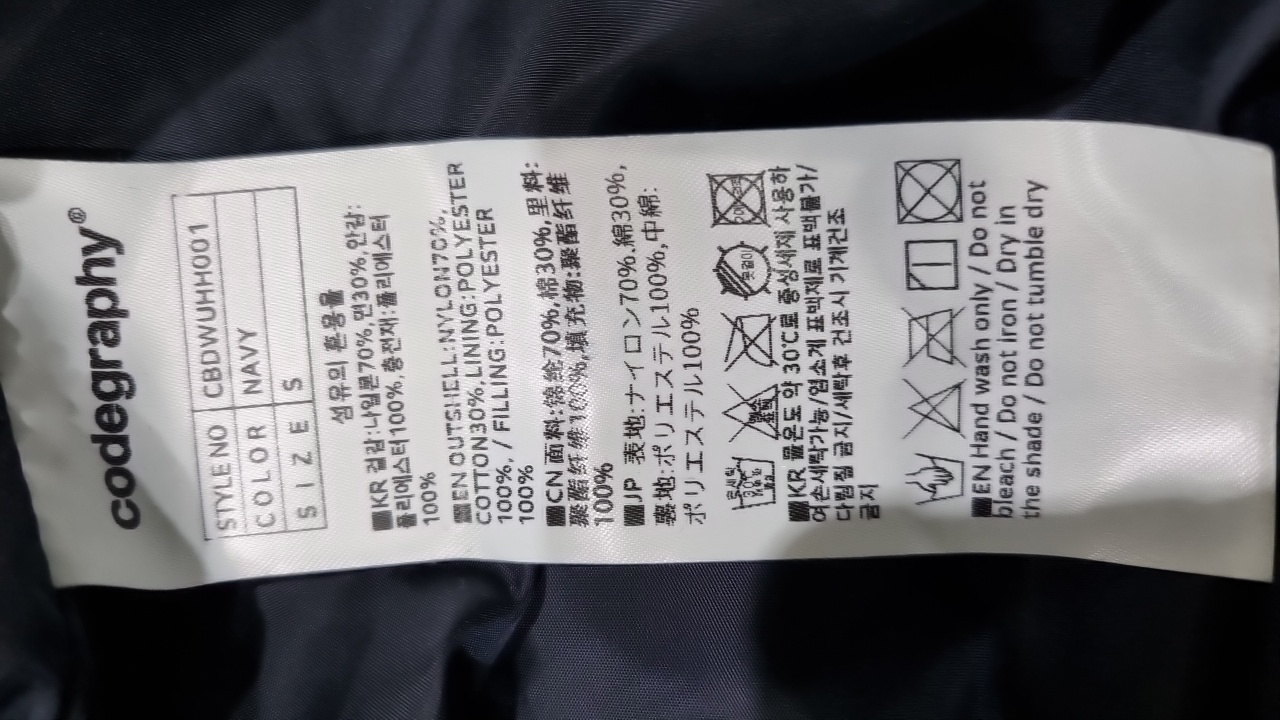 codegraphy®
STYLE NO CBDWUHH001
COLOR NAVY
SIZE S
섬유의 혼용율
■KR 겉감:나일론70%,면30%,안감:
폴리에스터100%,충전재:폴리에스터
100%
■EN OUTSHELL:NYLON70%,
COTTON30%,LINING:POLYESTER
100%, / FILLING:POLYESTER
100%
■CN 面料:锦纶70%,棉30%,里料:
聚酯纤维100%,填充物:聚酯纤维
100%
■JP 表地:ナイロン70%.綿30%,
裏地:ポリエステル100%,中綿:
ポリエステル100%
■KR 물온도 약 30℃로 중성세제 사용하
여 손세탁가능/염소계 표백제로 표백불가/
다림질 금지/세탁후 건조시 기계건조
금지
■EN Hand wash only / Do not
bleach / Do not iron / Dry in
the shade / Do not tumble dry